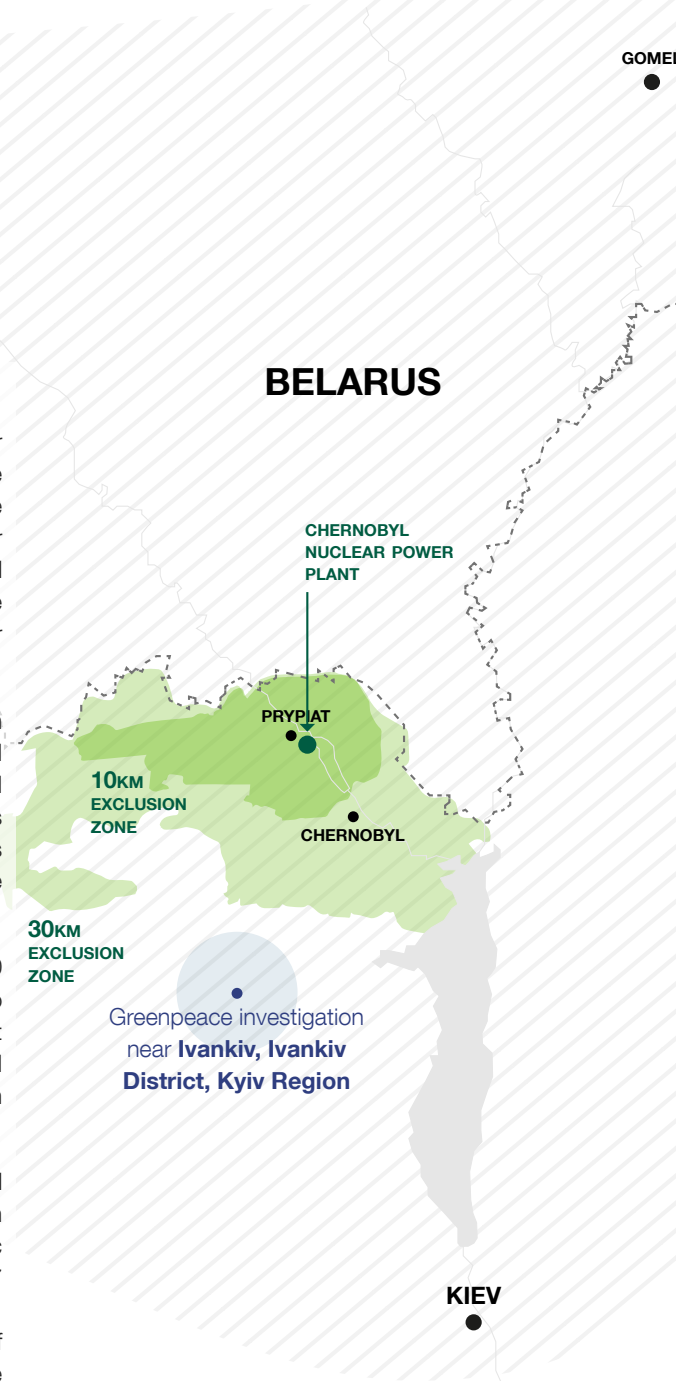 GOMEL
BELARUS
CHERNOBYL
NUCLEAR POWER
PLANT
PRYPIAT
10KM
EXCLUSION
ZONE
CHERNOBYL
30KM
EXCLUSION
ZONE
Greenpeace investigation
near Ivankiv, Ivankiv
District, Kyiv Region
KIEV